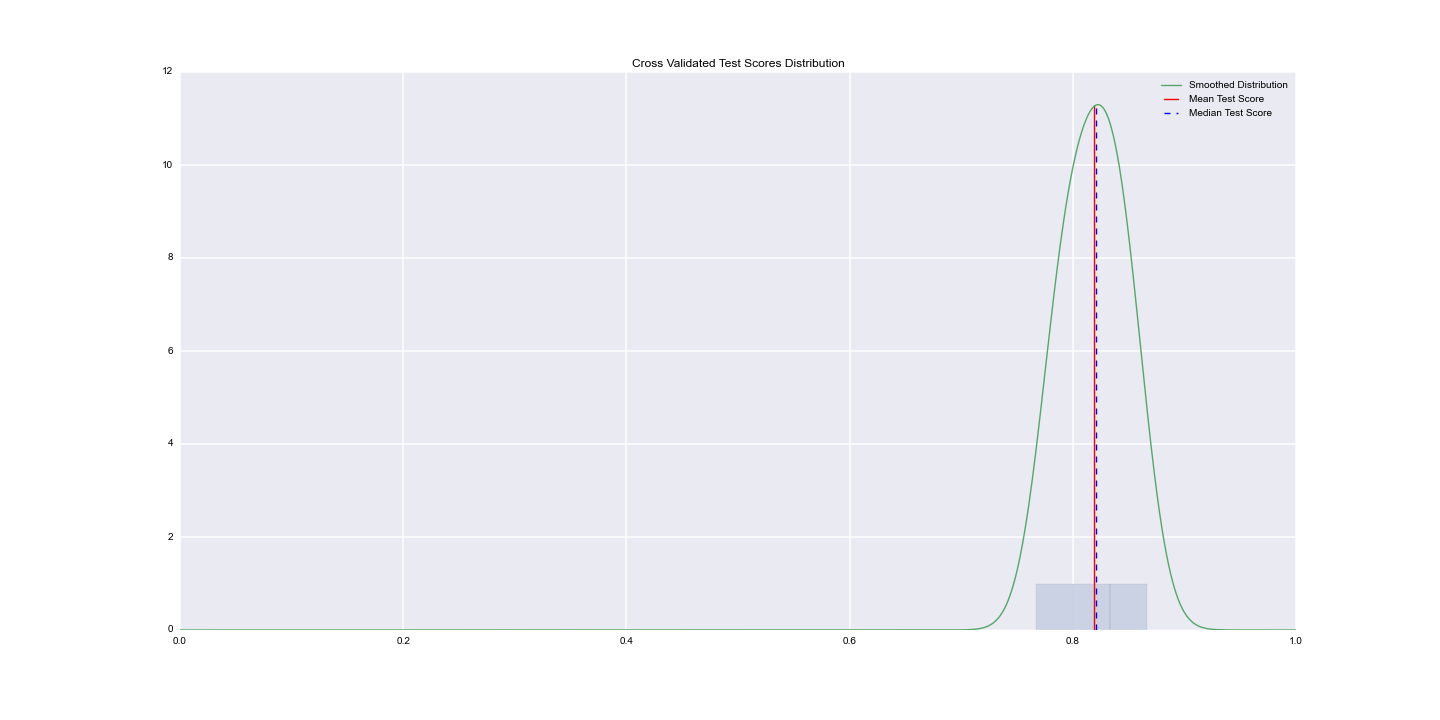 Cross Validated Test Scores Distribution
12
10
8
6
4
2
0
0.0 0.2 0.4 0.6 0.8 1.0
Smoothed Distribution
Mean Test Score
Median Test Score